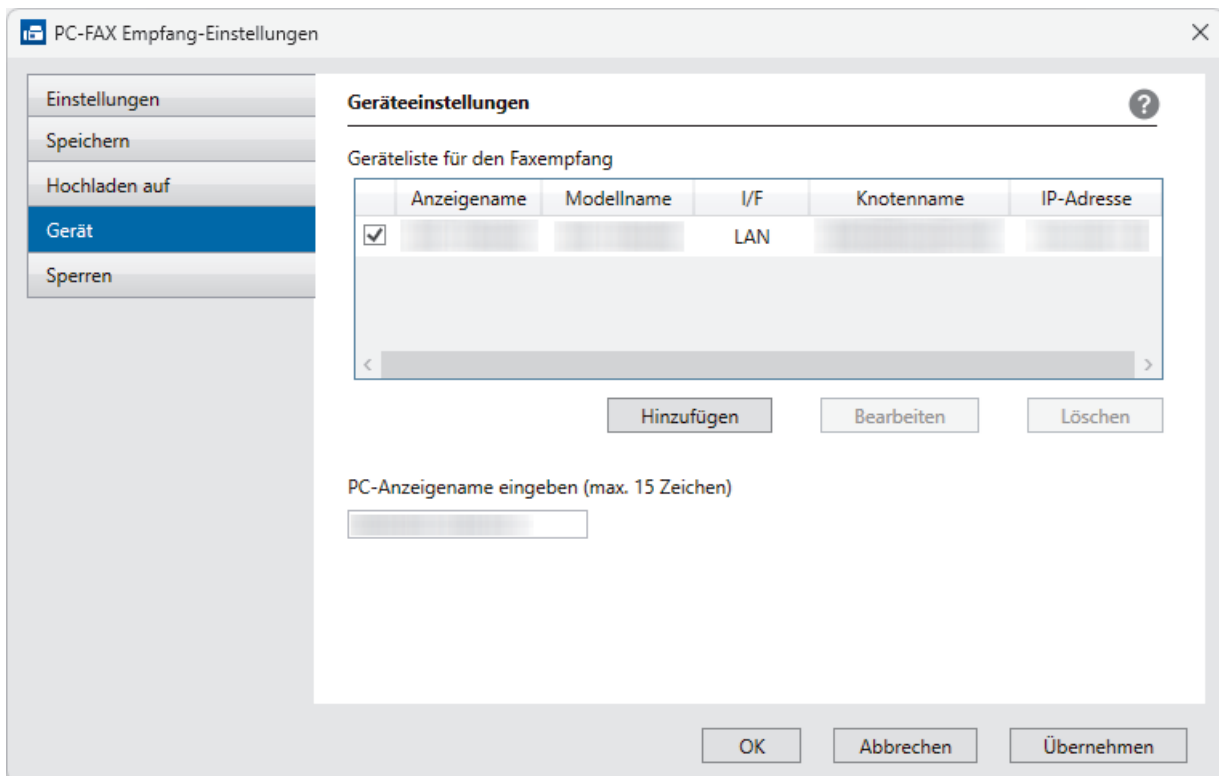 PC-FAX Empfang-Einstellungen
Einstellungen
Speichern
Hochladen auf
Gerät
Sperren
Geräteeinstellungen
Geräteliste für den Faxempfang
Anzeigename Modellname I/F Knotenname IP-Adresse
LAN
Hinzufügen Bearbeiten Löschen
PC-Anzeigename eingeben (max. 15 Zeichen)
OK Abbrechen Übernehmen